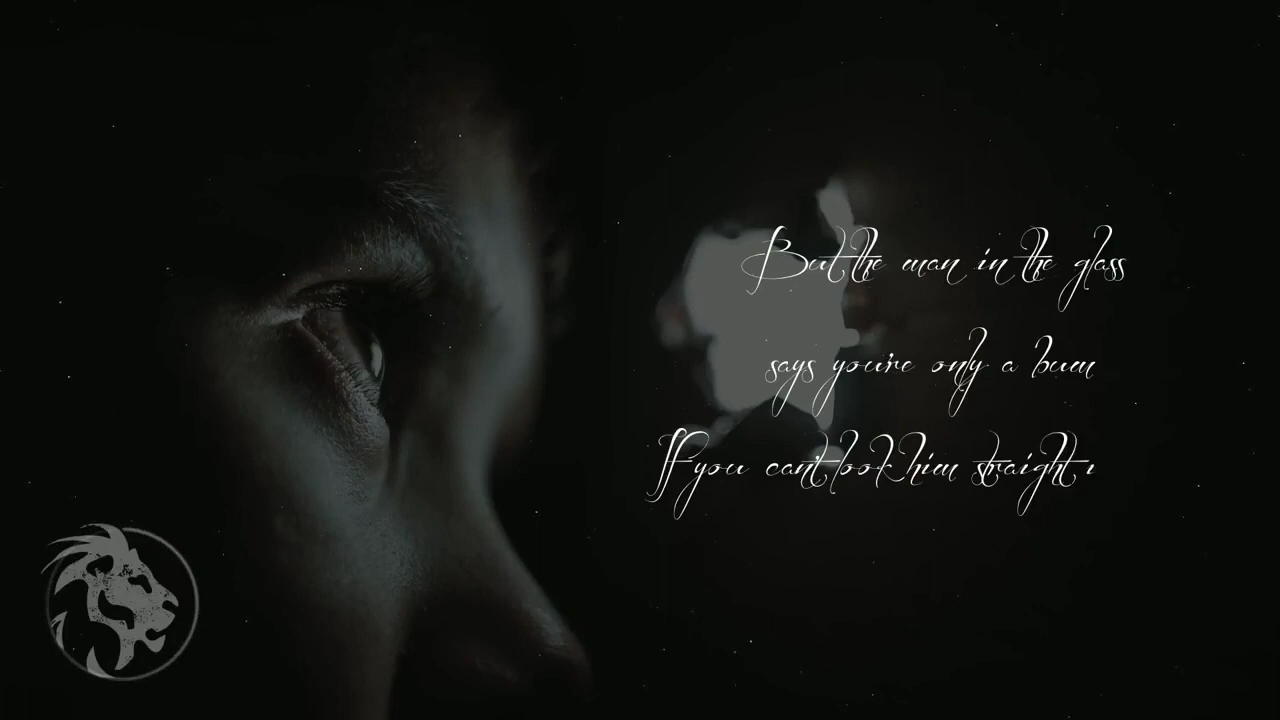 But the man in the glass
says you're only a bum
If you can't look him straight